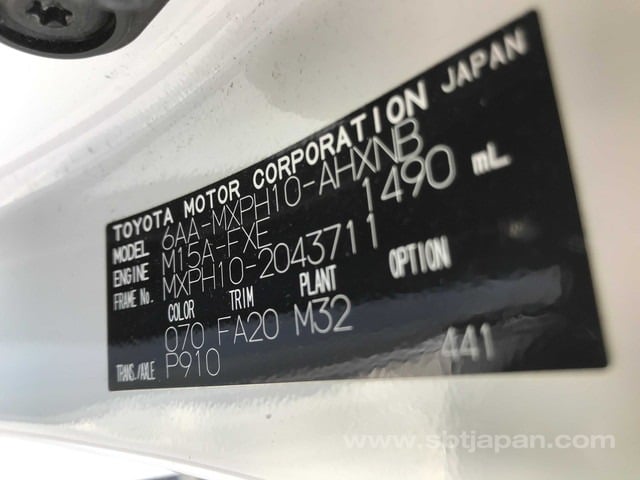 TOYOTA MOTOR CORPORATION JAPAN
MODEL 6AA-MXPH10-AHXNB
ENGINE M15A-FXE 1490 mL
FRAME No. MXPH10-2043711
COLOR TRIM PLANT OPTION
070 FA20 M32
TRANS./AXLE P910 441
www.sbtjapan.com